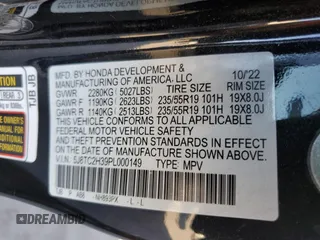 MFD. BY HONDA DEVELOPMENT & 10/22
MANUFACTURING OF AMERICA, LLC
GVWR 2280KG (5027LBS) TIRE SIZE RIM SIZE
GAWR F 1190KG (2623LBS) 235/55R19 101H 19X8.0J
GAWR R 1140KG (2513LBS) 235/55R19 101H 19X8.0J
THIS VEHICLE CONFORMS TO ALL APPLICABLE
FEDERAL MOTOR VEHICLE SAFETY
AND THEFT PREVENTION STANDARDS IN EFFECT
ON THE DATE OF MANUFACTURE SHOWN ABOVE.
V.I.N. 5J8TC2H39PL000149 TYPE: MPV
TJB JB
DREAMBID